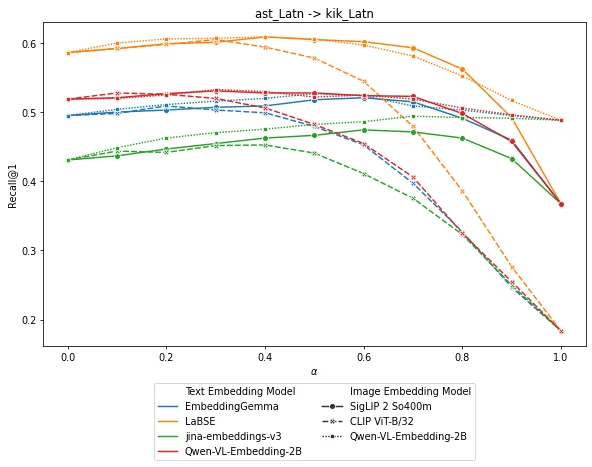 ast_Latn -> kik_Latn
Recall@1
0.6
0.5
0.4
0.3
0.2
0.0 0.2 0.4 0.6 0.8 1.0
α
Text Embedding Model Image Embedding Model
EmbeddingGemma SigLIP 2 So400m
LaBSE CLIP ViT-B/32
jina-embeddings-v3 Qwen-VL-Embedding-2B
Qwen-VL-Embedding-2B